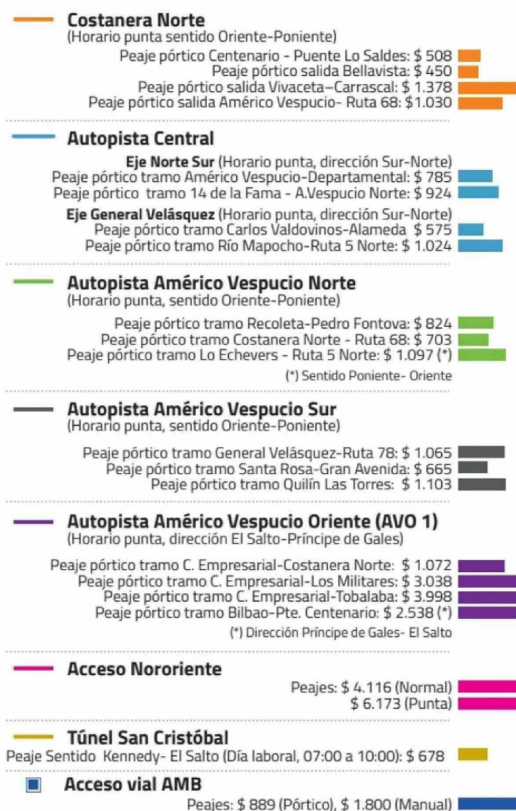 Costanera Norte
(Horario punta sentido Oriente-Poniente)
Peaje pórtico Centenario - Puente Lo Saldes: $ 508
Peaje pórtico salida Bellavista: $ 450
Peaje pórtico salida Vivaceta–Carrascal: $ 1.378
Peaje pórtico salida Américo Vespucio- Ruta 68: $1.030
Autopista Central
Eje Norte Sur (Horario punta, dirección Sur-Norte)
Peaje pórtico tramo Américo Vespucio-Departamental: $ 785
Peaje pórtico tramo 14 de la Fama - A.Vespucio Norte: $ 924
Eje General Velásquez (Horario punta, dirección Sur-Norte)
Peaje pórtico tramo Carlos Valdovinos-Alameda $ 575
Peaje pórtico tramo Río Mapocho-Ruta 5 Norte: $ 1.024
Autopista Américo Vespucio Norte
(Horario punta, sentido Oriente-Poniente)
Peaje pórtico tramo Recoleta-Pedro Fontova: $ 824
Peaje pórtico tramo Costanera Norte - Ruta 68: $ 703
Peaje pórtico tramo Lo Echevers - Ruta 5 Norte: $ 1.097 (*)
(*) Sentido Poniente- Oriente
Autopista Américo Vespucio Sur
(Horario punta, sentido Oriente-Poniente)
Peaje pórtico tramo General Velásquez-Ruta 78: $ 1.065
Peaje pórtico tramo Santa Rosa-Gran Avenida: $ 665
Peaje pórtico tramo Quilín Las Torres: $ 1.103
Autopista Américo Vespucio Oriente (AVO 1)
(Horario punta, dirección El Salto-Príncipe de Gales)
Peaje pórtico tramo C. Empresarial-Costanera Norte: $ 1.072
Peaje pórtico tramo C. Empresarial-Los Militares: $ 3.038
Peaje pórtico tramo C. Empresarial-Tobalaba: $ 3.998
Peaje pórtico tramo Bilbao-Pte. Centenario: $ 2.538 (*)
(*) Dirección Príncipe de Gales- El Salto
Acceso Nororiente
Peajes: $ 4.116 (Normal)
$ 6.173 (Punta)
Túnel San Cristóbal
Peaje Sentido Kennedy- El Salto (Día laboral, 07:00 a 10:00): $ 678
Acceso vial AMB
Peajes: $ 889 (Pórtico), $ 1.800 (Manual)